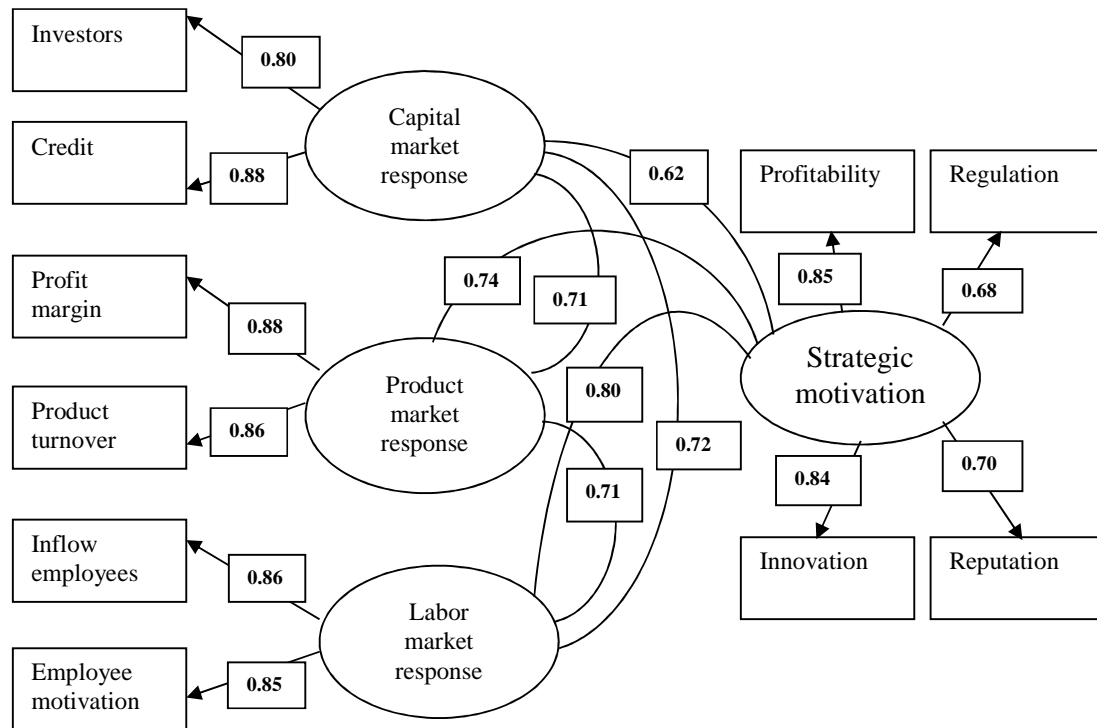 Investors
0.80
Capital
market
response
Credit
0.88
0.62
Profitability
Regulation
Profit
margin
0.88
0.74
0.71
0.85
0.68
Product
market
response
Strategic
motivation
Product
turnover
0.86
0.80
0.72
0.71
0.84
0.70
Inflow
employees
0.86
Innovation
Reputation
Labor
market
response
Employee
motivation
0.85